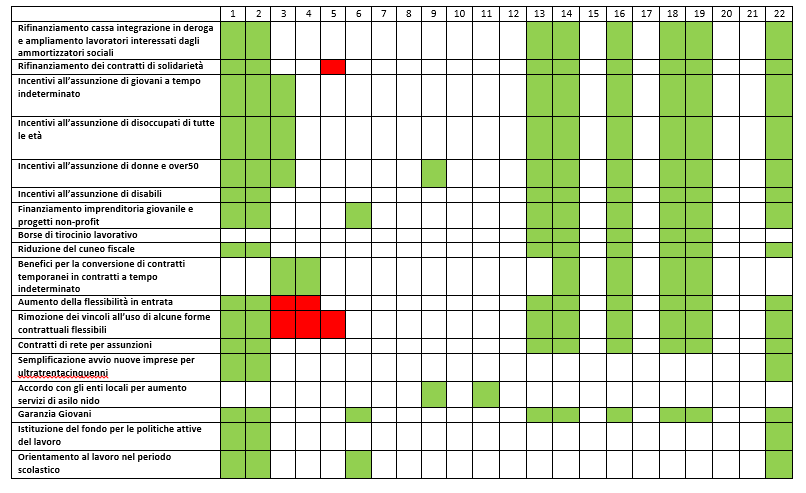 1 2 3 4 5 6 7 8 9 10 11 12 13 14 15 16 17 18 19 20 21 22
Rifinanziamento cassa integrazione in deroga
e ampliamento lavoratori interessati dagli
ammortizzatori sociali
Rifinanziamento dei contratti di solidarietà
Incentivi all'assunzione di giovani a tempo
indeterminato
Incentivi all'assunzione di disoccupati di tutte
le età
Incentivi all'assunzione di donne e over50
Incentivi all'assunzione di disabili
Finanziamento imprenditoria giovanile e
progetti non-profit
Borse di tirocinio lavorativo
Riduzione del cuneo fiscale
Benefici per la conversione di contratti
temporanei in contratti a tempo
indeterminato
Aumento della flessibilità in entrata
Rimozione dei vincoli all'uso di alcune forme
contrattuali flessibili
Contratti di rete per assunzioni
Semplificazione avvio nuove imprese per
ultratrentacinquenni
Accordo con gli enti locali per aumento
servizi di asilo nido
Garanzia Giovani
Istituzione del fondo per le politiche attive
del lavoro
Orientamento al lavoro nel periodo
scolastico